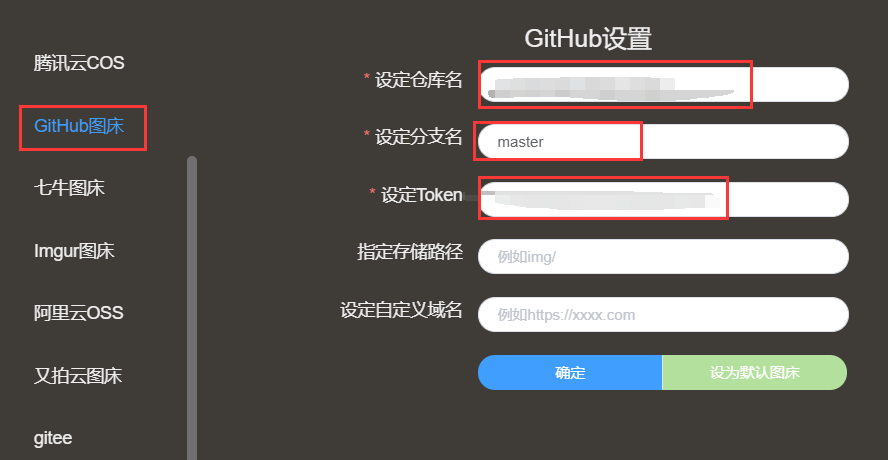 GitHub设置
腾讯云COS
GitHub图床
七牛图床
Imgur图床
阿里云OSS
又拍云图床
gitee
* 设定仓库名
* 设定分支名
master
* 设定Token
指定存储路径
例如img/
设定自定义域名
例如https://xxxx.com
确定
设为默认图床